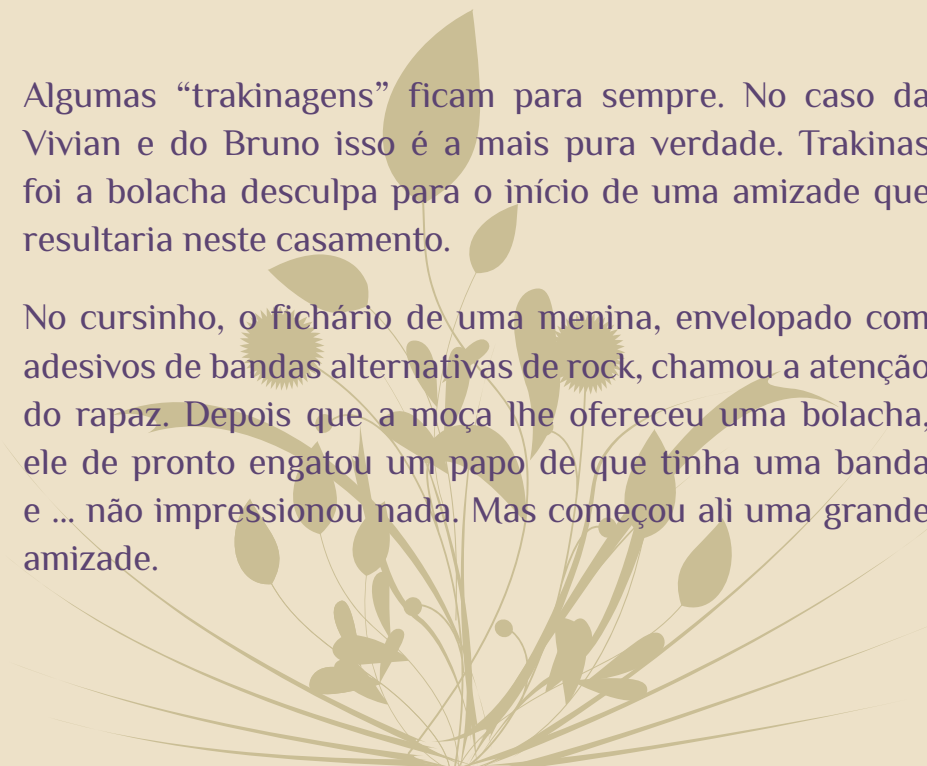 Algumas “trakinagens” ficam para sempre. No caso da
Vivian e do Bruno isso é a mais pura verdade. Trakinas
foi a bolacha desculpa para o início de uma amizade que
resultaria neste casamento.
No cursinho, o fichário de uma menina, envelopado com
adesivos de bandas alternativas de rock, chamou a atenção
do rapaz. Depois que a moça lhe ofereceu uma bolacha,
ele de pronto engatou um papo de que tinha uma banda
e ... não impressionou nada. Mas começou ali uma grande
amizade.